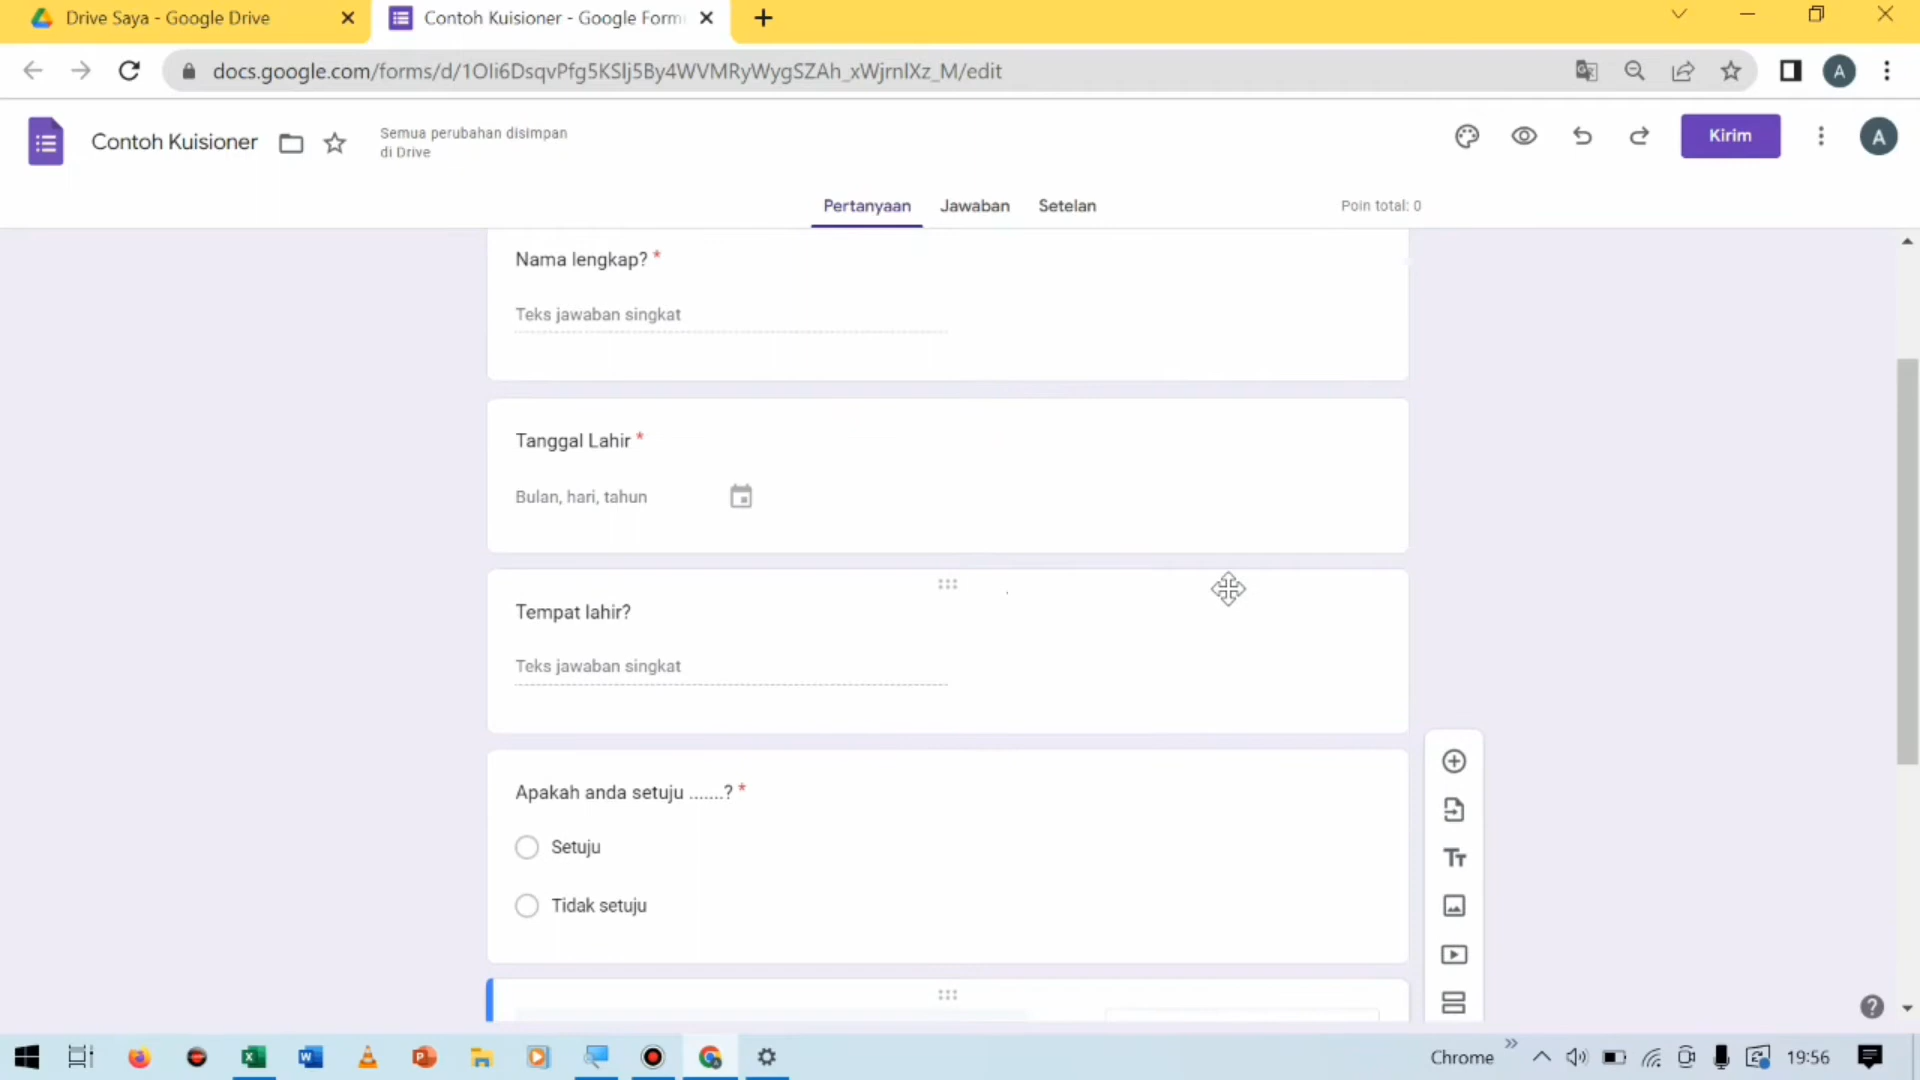 Drive Saya - Google Drive
Contoh Kuisioner - Google Form
docs.google.com/forms/d/1Oli6DsqvPfg5KSlj5By4WVMRyWygSZAh_xWjrnlXz_M/edit
A
Contoh Kuisioner
Semua perubahan disimpan
di Drive
Kirim
A
Pertanyaan
Jawaban
Setelan
Poin total: 0
Nama lengkap? *
Teks jawaban singkat
Tanggal Lahir *
Bulan, hari, tahun
Tempat lahir?
Teks jawaban singkat
Apakah anda setuju .......? *
Setuju
Tidak setuju
Chrome
19:56